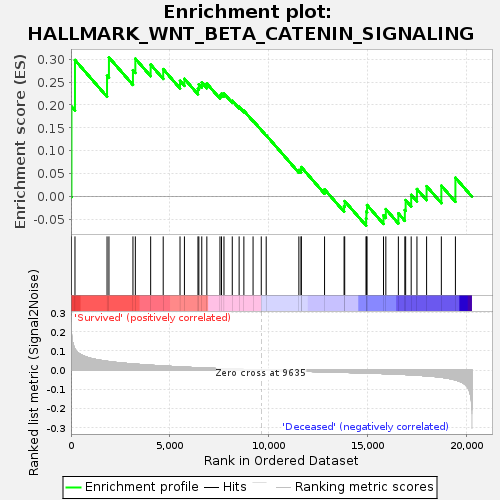 Enrichment plot:
HALLMARK_WNT_BETA_CATENIN_SIGNALING
Enrichment score (ES)
0.30
0.25
0.20
0.15
0.10
0.05
0.00
-0.05
'Survived' (positively correlated)
Ranked list metric (Signal2Noise)
0.3
0.2
0.1
0.0
-0.1
-0.2
-0.3
Zero cross at 9635
'Deceased' (negatively correlated)
0
5,000
10,000
15,000
20,000
Rank in Ordered Dataset
Enrichment profile
Hits
Ranking metric scores